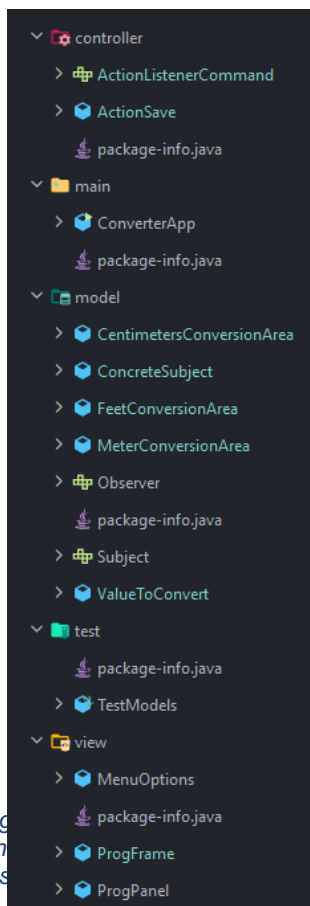 controller
ActionListenerCommand
ActionSave
package-info.java
main
ConverterApp
package-info.java
model
CentimetersConversionArea
ConcreteSubject
FeetConversionArea
MeterConversionArea
Observer
package-info.java
Subject
ValueToConvert
test
package-info.java
TestModels
view
MenuOptions
package-info.java
ProgFrame
ProgPanel